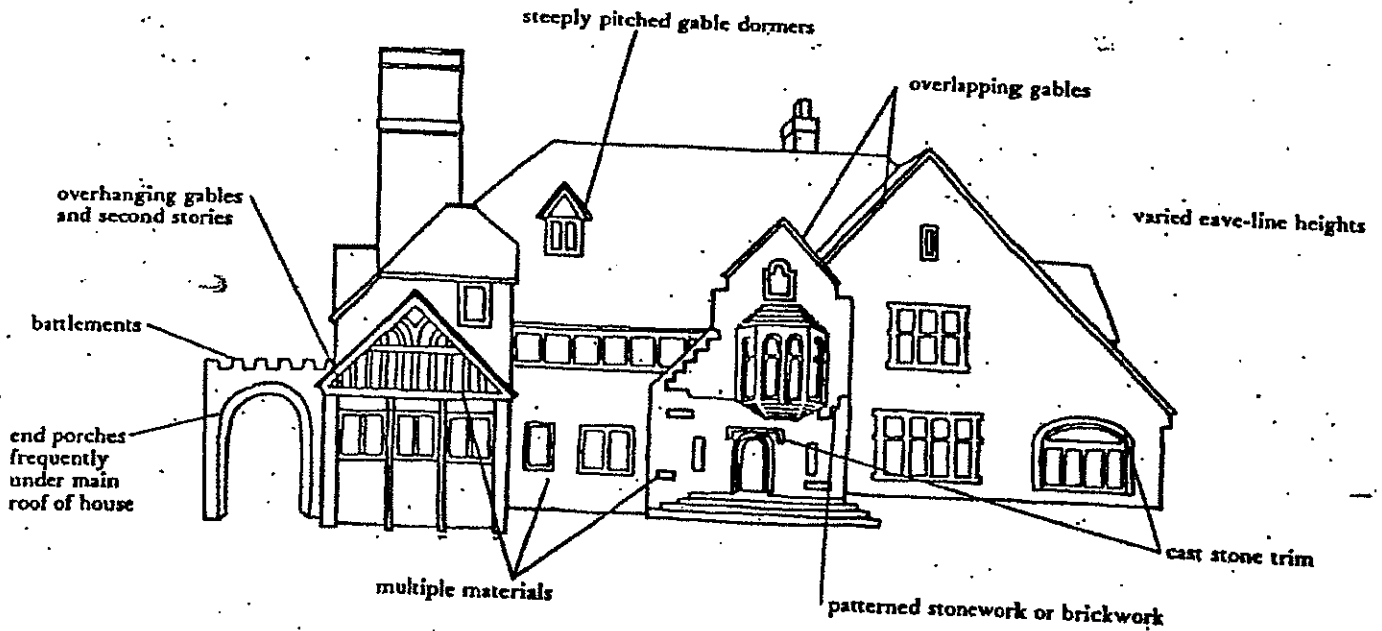 steeply pitched gable dormers
overlapping gables
overhanging gables
and second stories
varied eave-line heights
battlements
end porches
frequently
under main
roof of house
multiple materials
cast stone trim
patterned stonework or brickwork